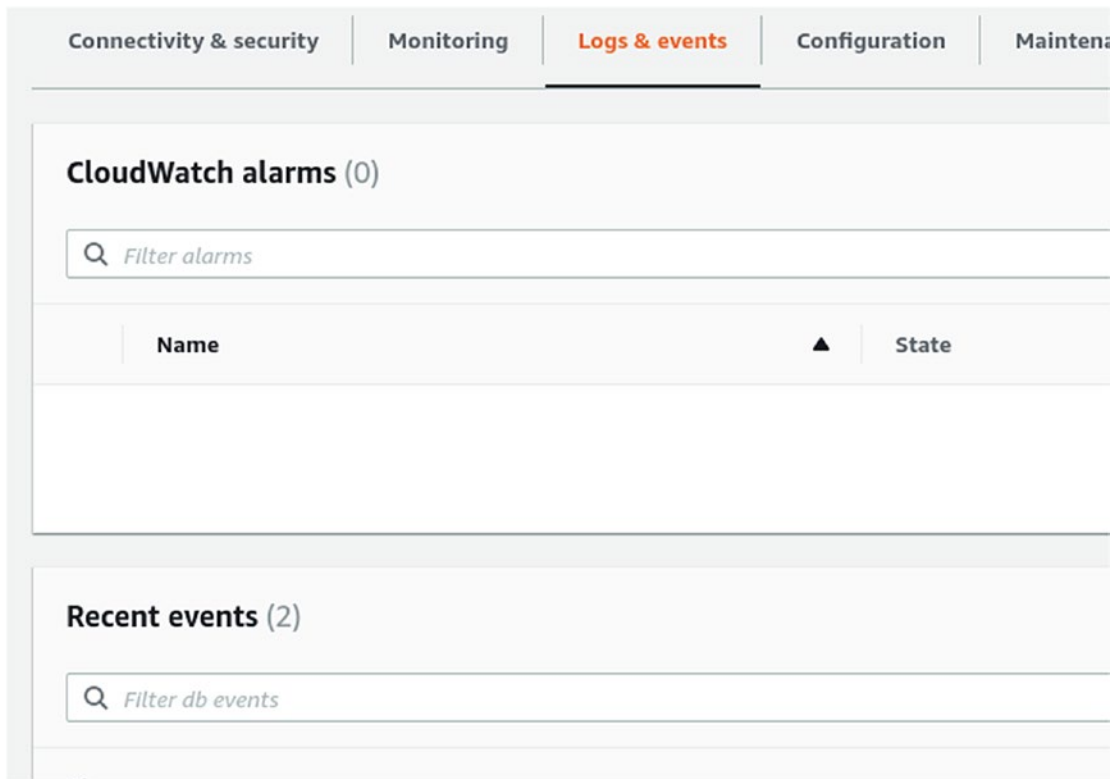 Connectivity & security Monitoring Logs & events Configuration
CloudWatch alarms (0)
Filter alarms
Name State
Recent events (2)
Filter db events